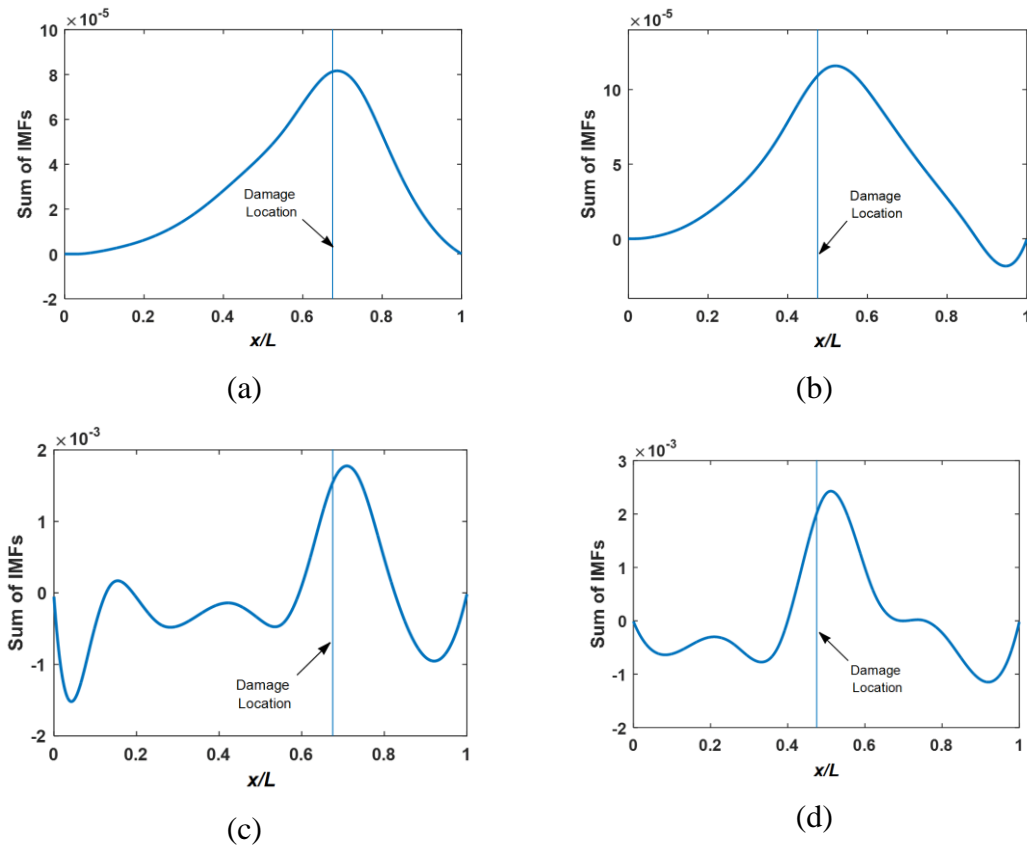 ×10⁻⁵
10
8
6
4
2
0
-2
Sum of IMFs
Damage
Location
0 0.2 0.4 0.6 0.8 1
x/L
(a)
×10⁻⁵
10
5
0
Sum of IMFs
Damage
Location
0 0.2 0.4 0.6 0.8 1
x/L
(b)
×10⁻³
2
1
0
-1
-2
Sum of IMFs
Damage
Location
0 0.2 0.4 0.6 0.8 1
x/L
(c)
×10⁻³
3
2
1
0
-1
-2
Sum of IMFs
Damage
Location
0 0.2 0.4 0.6 0.8 1
x/L
(d)